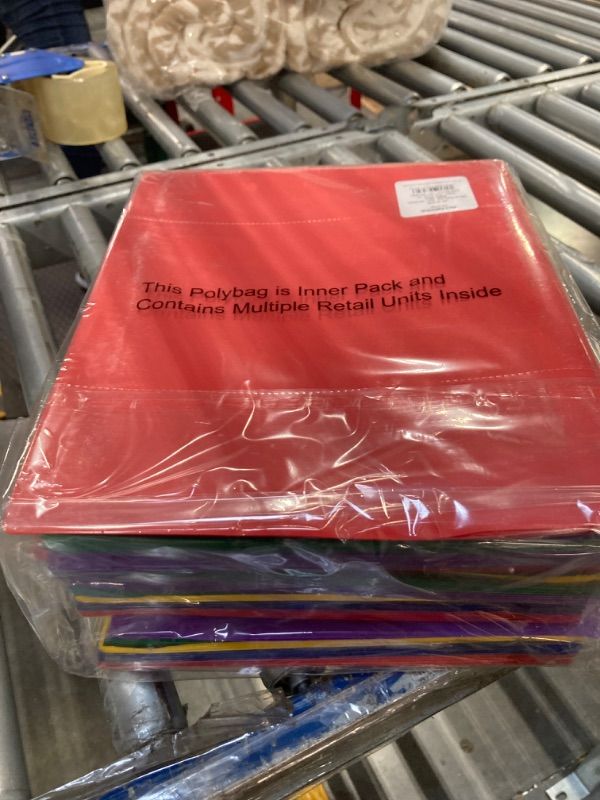 This Polybag is Inner Pack and
Contains Multiple Retail Units Inside